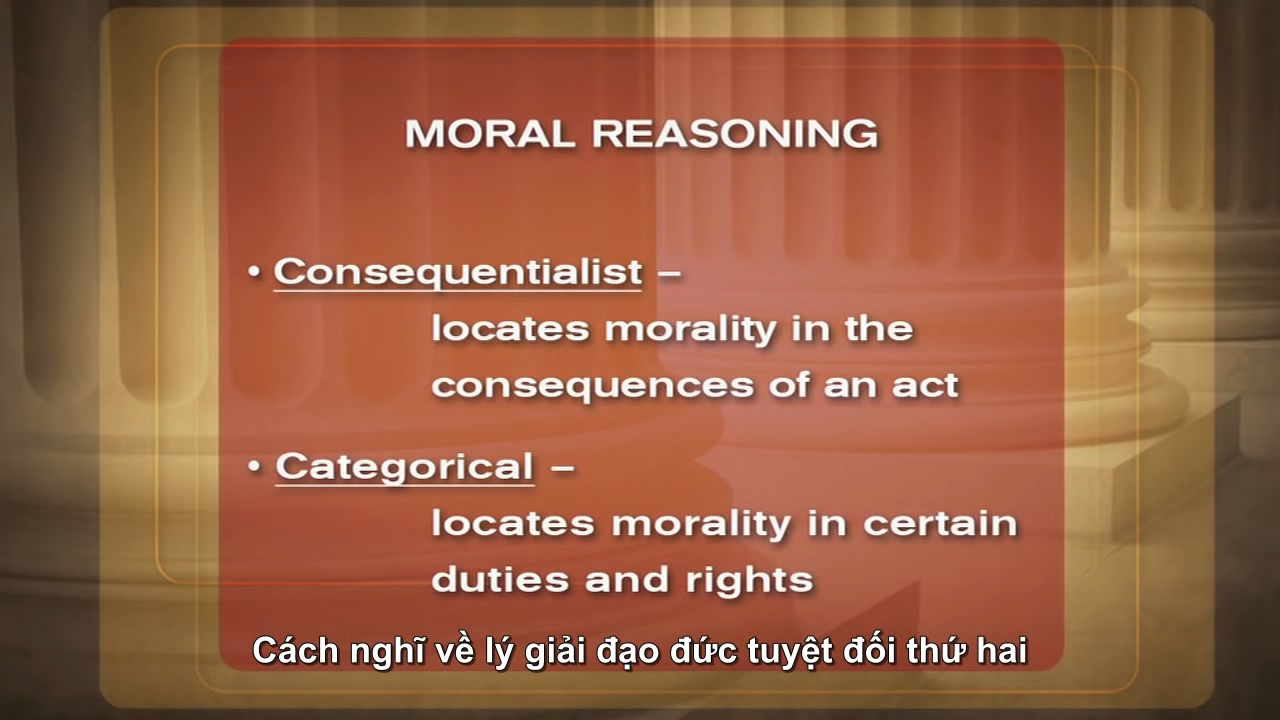 MORAL REASONING
• Consequentialist –
locates morality in the
consequences of an act
• Categorical –
locates morality in certain
duties and rights
Cách nghĩ về lý giải đạo đức tuyệt đối thứ hai